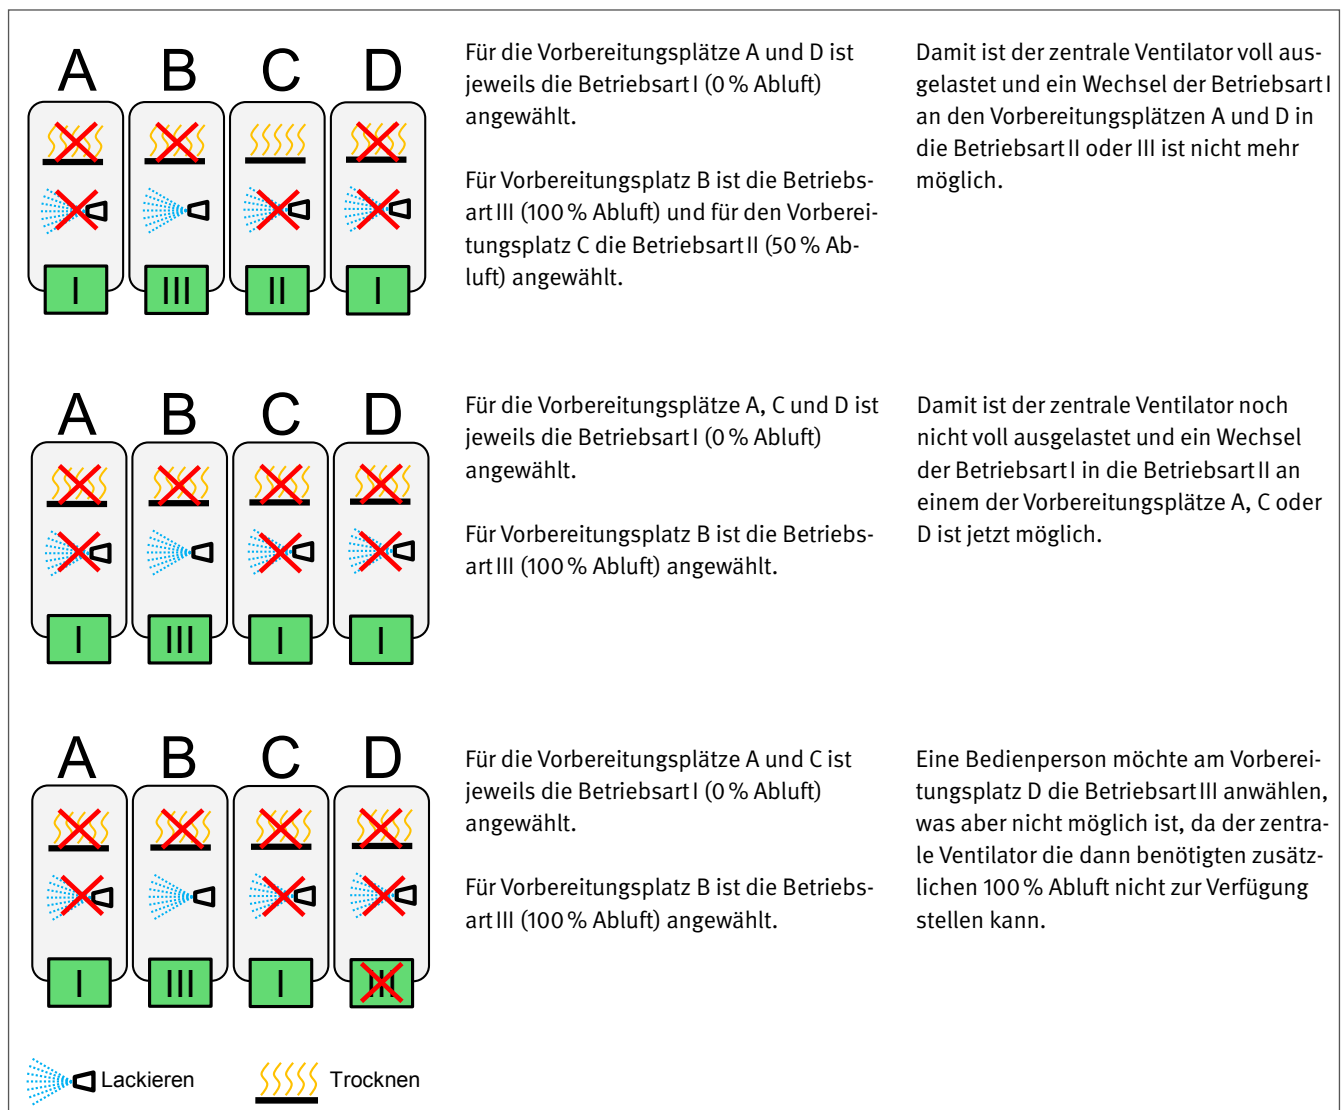 A B C D
I III II I
Für die Vorbereitungsplätze A und D ist
jeweils die Betriebsart I (0 % Abluft)
angewählt.
Für Vorbereitungsplatz B ist die Betriebs-
art III (100 % Abluft) und für den Vorberei-
tungsplatz C die Betriebsart II (50 % Ab-
luft) angewählt.
Damit ist der zentrale Ventilator voll aus-
gelastet und ein Wechsel der Betriebsart I
an den Vorbereitungsplätzen A und D in
die Betriebsart II oder III ist nicht mehr
möglich.
A B C D
I III I I
Für die Vorbereitungsplätze A, C und D ist
jeweils die Betriebsart I (0 % Abluft)
angewählt.
Für Vorbereitungsplatz B ist die Betriebs-
art III (100 % Abluft) angewählt.
Damit ist der zentrale Ventilator noch
nicht voll ausgelastet und ein Wechsel
der Betriebsart I in die Betriebsart II an
einem der Vorbereitungsplätze A, C oder
D ist jetzt möglich.
A B C D
I III I III
Für die Vorbereitungsplätze A und C ist
jeweils die Betriebsart I (0 % Abluft)
angewählt.
Für Vorbereitungsplatz B ist die Betriebs-
art III (100 % Abluft) angewählt.
Eine Bedienperson möchte am Vorberei-
tungsplatz D die Betriebsart III anwählen,
was aber nicht möglich ist, da der zentra-
le Ventilator die dann benötigten zusätz-
lichen 100 % Abluft nicht zur Verfügung
stellen kann.
Lackieren Trocknen